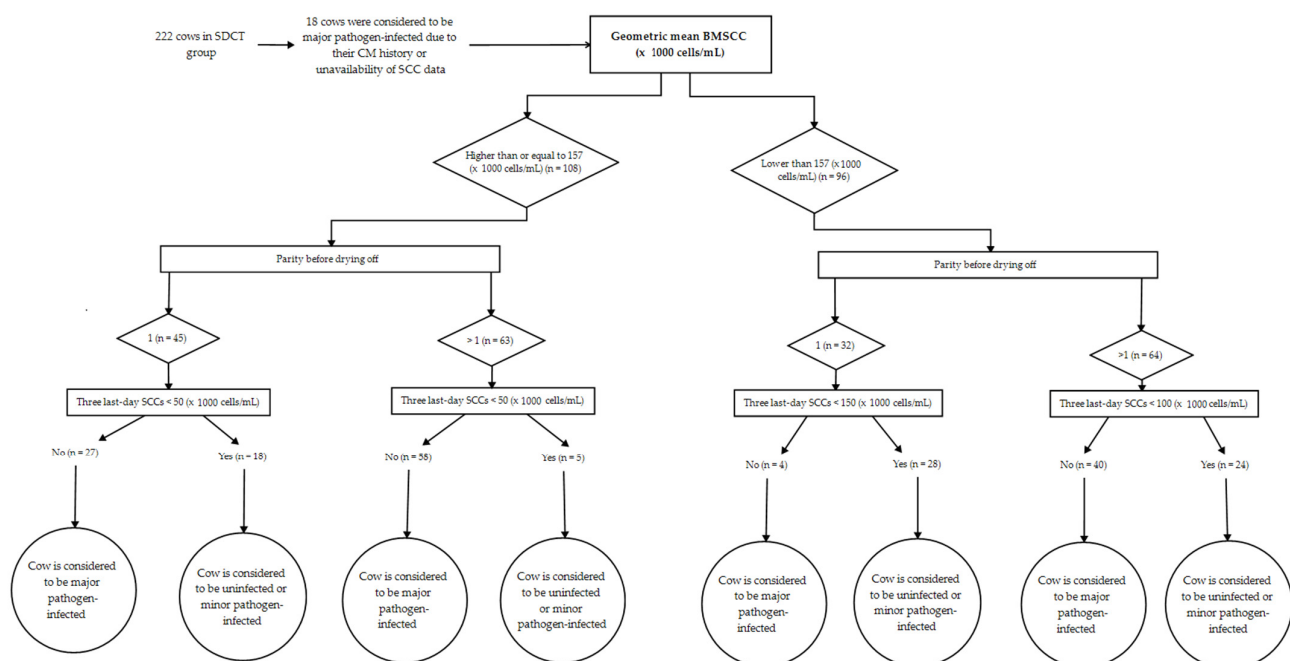 222 cows in SDCT
group
18 cows were considered to be
major pathogen-infected due to
their CM history or
unavailability of SCC data
Geometric mean BMSCC
(x 1000 cells/mL)
Higher than or equal to 157
(x 1000 cells/mL) (n = 108)
Lower than 157 (x1000
cells/mL) (n = 96)
Parity before drying off
Parity before drying off
1 (n = 45)
> 1 (n = 63)
1 (n = 32)
>1 (n = 64)
Three last-day SCCs < 50 (x 1000 cells/mL)
Three last-day SCCs < 50 (x 1000 cells/mL)
Three last-day SCCs < 150 (x 1000 cells/mL)
Three last-day SCCs < 100 (x 1000 cells/mL)
No (n = 27)
Yes (n = 18)
No (n = 58)
Yes (n = 5)
No (n = 4)
Yes (n = 28)
No (n = 40)
Yes (n = 24)
Cow is considered
to be major
pathogen-
infected
Cow is considered
to be uninfected or
minor pathogen-
infected
Cow is considered
to be major
pathogen-
infected
Cow is considered
to be uninfected
or minor
pathogen-infected
Cow is considered
to be major
pathogen-
infected
Cow is considered
to be uninfected or
minor pathogen-
infected
Cow is considered
to be major
pathogen-
infected
Cow is considered
to be uninfected or
minor pathogen-
infected